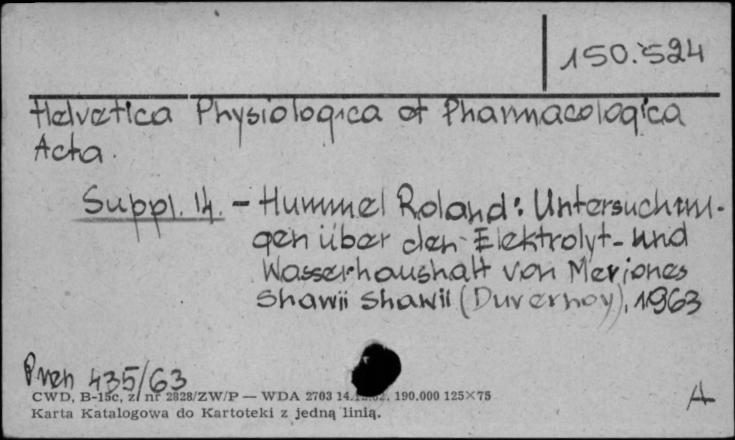 150.524
Helvetica Physiologica et Pharmacologica
Acta.
Suppl. 14. - Hummel Roland: Untersuchun-
gen über den Elektrolyt- und
Wasserhaushalt von Meriones
Shawii Shawii (Duvernoy), 1963
435/63
CWD, B-15c, z. nr 2828/ZW/P — WDA 2703 190.000 125×75
Karta Katalogowa do Kartoteki z jedną linią.
A